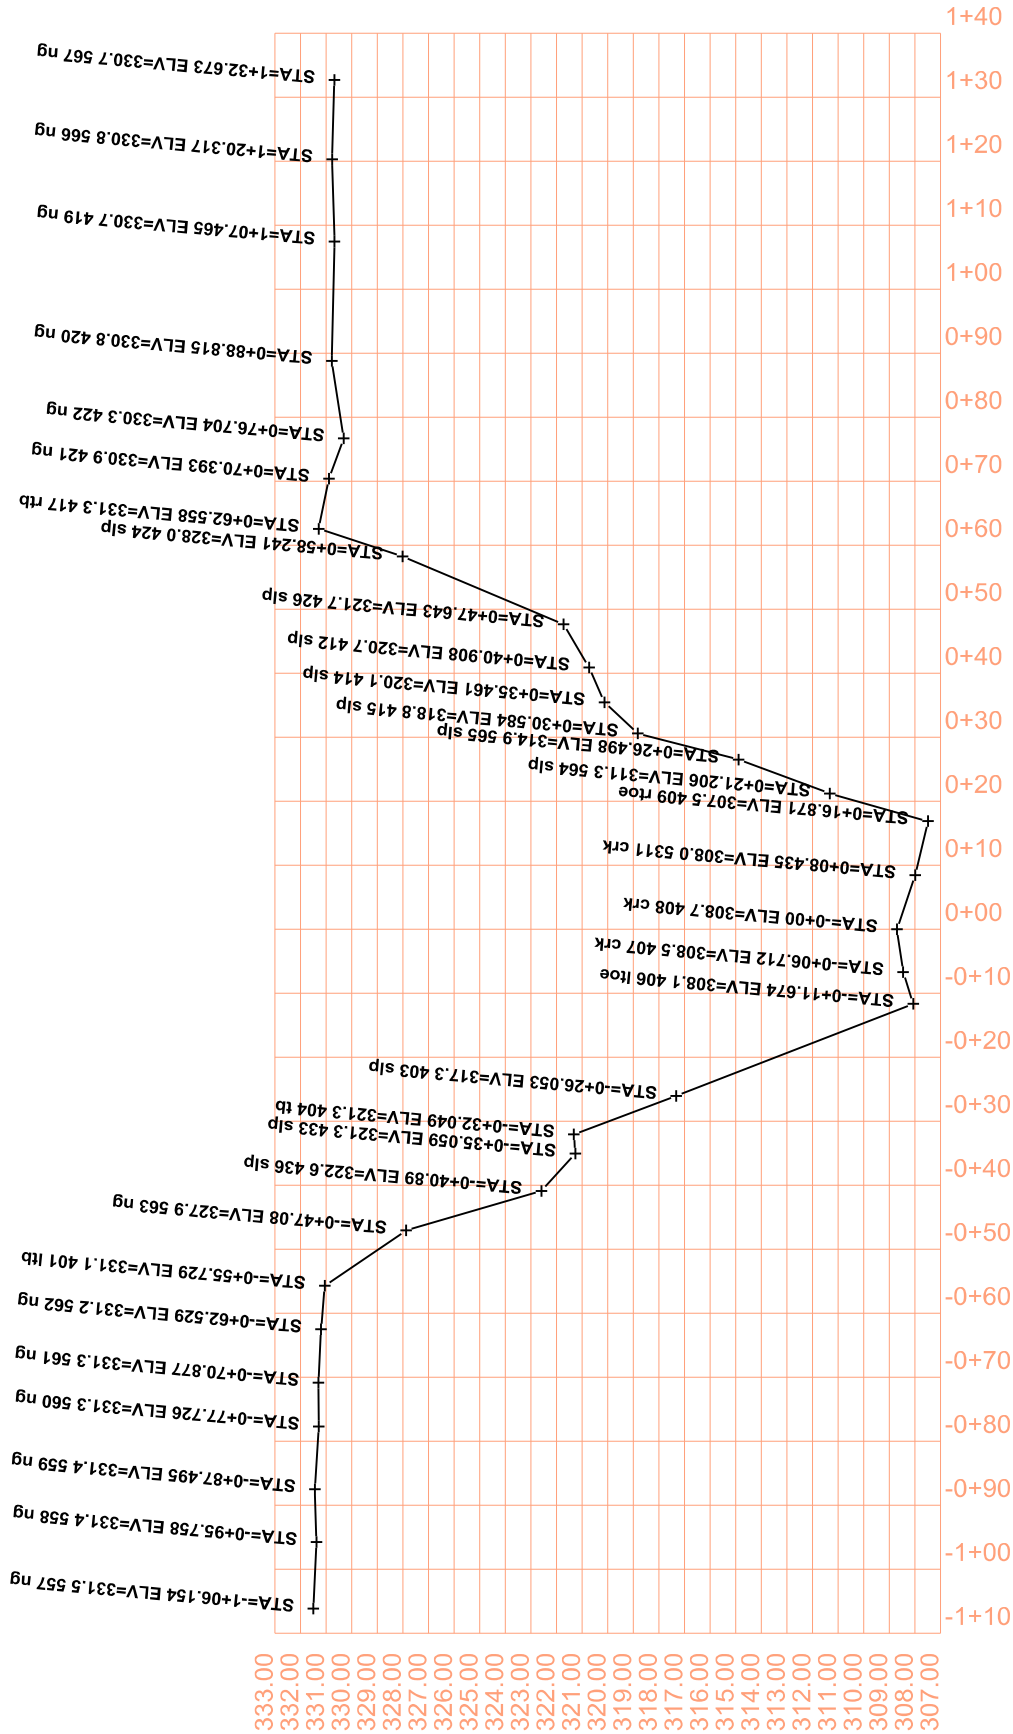 1+40
STA=1+32.673 ELV=330.7 567 ng
1+30
STA=1+20.317 ELV=330.8 566 ng
1+20
STA=1+07.465 ELV=330.7 419 ng
1+10
1+00
STA=0+88.815 ELV=330.8 420 ng
0+90
STA=0+76.704 ELV=330.3 422 ng
0+80
STA=0+70.393 ELV=330.9 421 ng
0+70
STA=0+62.558 ELV=331.3 417 rtb
0+60
STA=0+58.241 ELV=328.0 424 slp
STA=0+47.643 ELV=321.7 426 slp
0+50
STA=0+40.908 ELV=320.7 412 slp
0+40
STA=0+35.461 ELV=320.1 414 slp
STA=0+30.584 ELV=318.8 415 slp
0+30
STA=0+26.498 ELV=314.9 565 slp
STA=0+21.206 ELV=311.3 564 slp
0+20
STA=0+16.871 ELV=307.5 409 rtoe
STA=0+08.435 ELV=308.0 5311 crk
0+10
STA=-0+00 ELV=308.7 408 crk
0+00
STA=-0+06.712 ELV=308.5 407 crk
-0+10
STA=-0+11.674 ELV=308.1 406 ltoe
-0+20
STA=-0+26.053 ELV=317.3 403 slp
-0+30
STA=-0+32.049 ELV=321.3 404 tb
STA=-0+35.059 ELV=321.3 433 slp
-0+40
STA=-0+40.89 ELV=322.6 436 slp
STA=-0+47.08 ELV=327.9 563 ng
-0+50
STA=-0+55.729 ELV=331.1 401 ltb
-0+60
STA=-0+62.529 ELV=331.2 562 ng
-0+70
STA=-0+70.877 ELV=331.3 561 ng
STA=-0+77.726 ELV=331.3 560 ng
-0+80
STA=-0+87.495 ELV=331.4 559 ng
-0+90
STA=-0+95.758 ELV=331.4 558 ng
-1+00
STA=-1+06.154 ELV=331.5 557 ng
-1+10
333.00
332.00
331.00
330.00
329.00
328.00
327.00
326.00
325.00
324.00
323.00
322.00
321.00
320.00
319.00
318.00
317.00
316.00
315.00
314.00
313.00
312.00
311.00
310.00
309.00
308.00
307.00